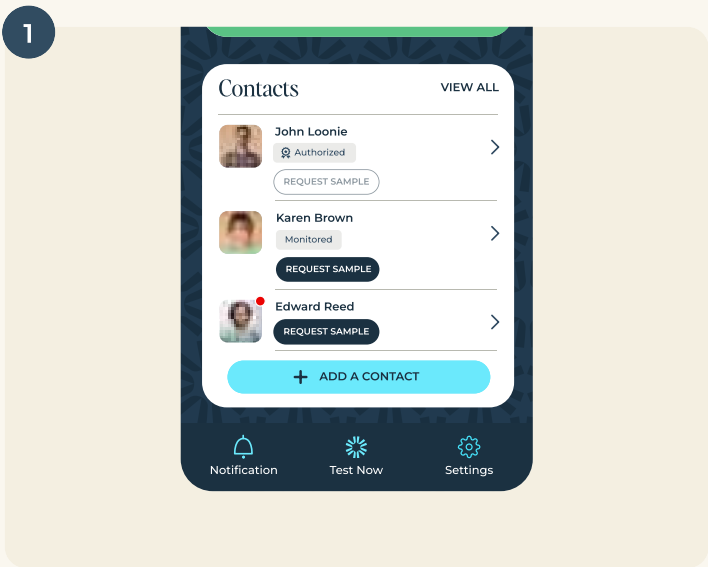 1
Contacts
VIEW ALL
John Loonie
Authorized
REQUEST SAMPLE
Karen Brown
Monitored
REQUEST SAMPLE
Edward Reed
REQUEST SAMPLE
+ ADD A CONTACT
Notification
Test Now
Settings